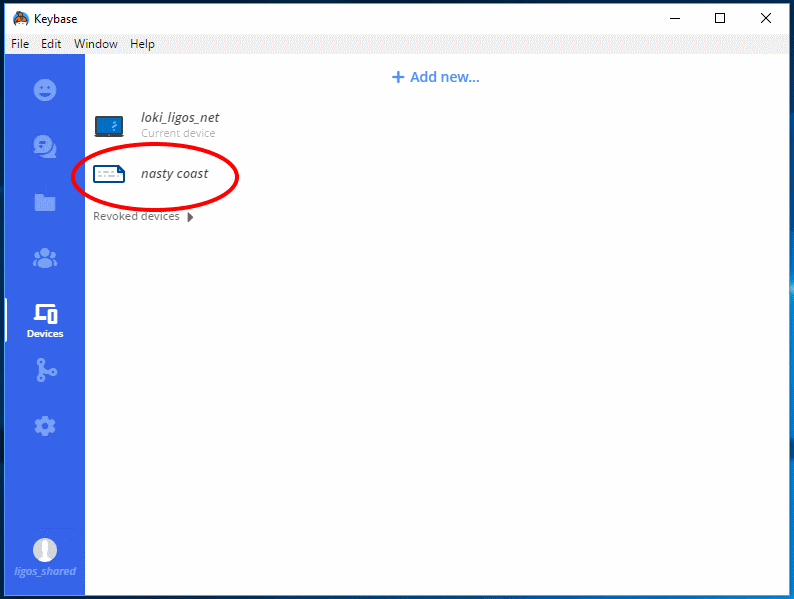 Keybase
File Edit Window Help
+ Add new...
loki_ligos_net
Current device
nasty coast
Revoked devices
Devices
ligos_shared